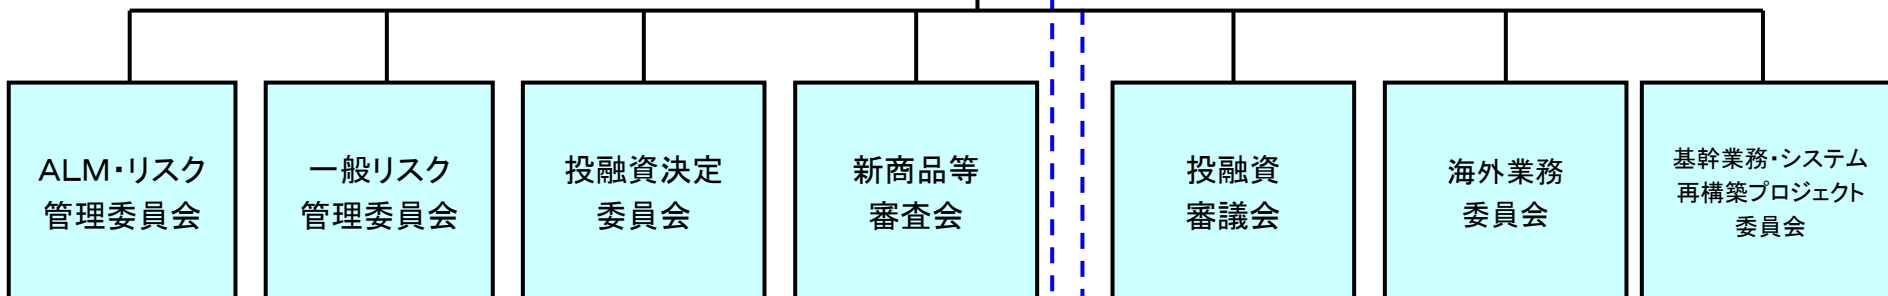 ALM・リスク
管理委員会
一般リスク
管理委員会
投融資決定
委員会
新商品等
審査会
投融資
審議会
海外業務
委員会
基幹業務・システム
再構築プロジェクト
委員会